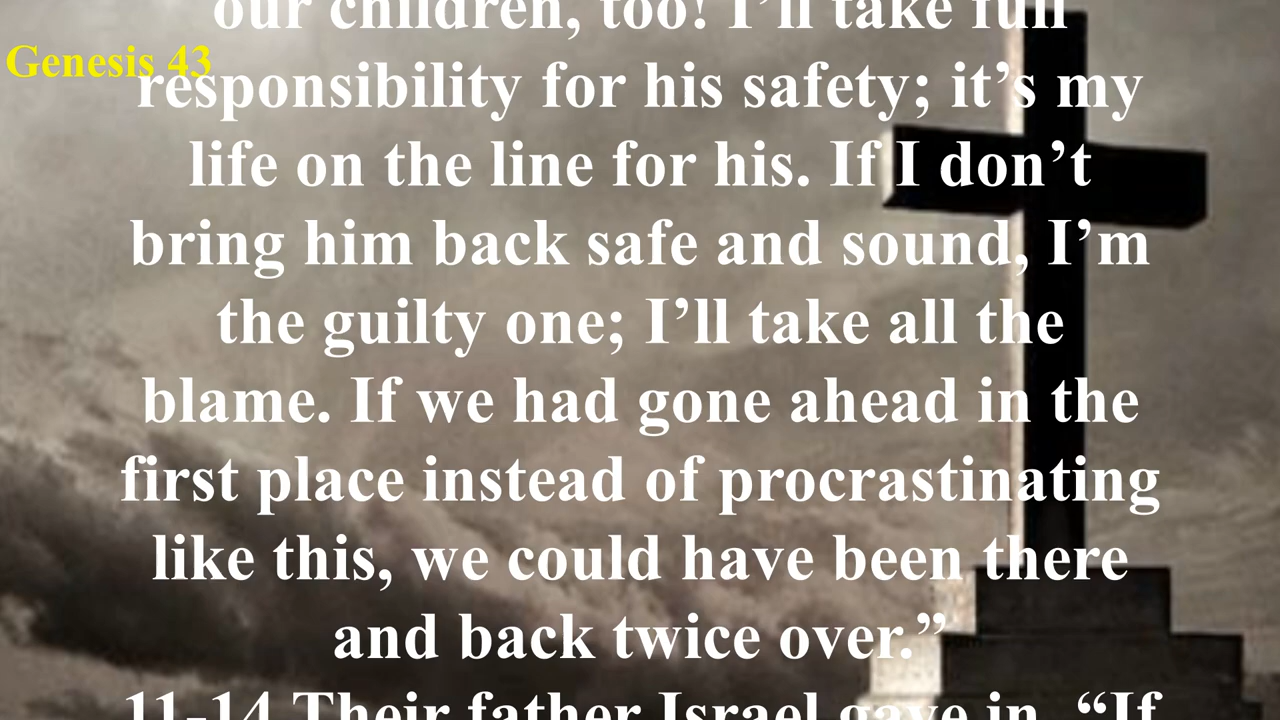 our children, too! I’ll take full
Genesis 43
responsibility for his safety; it’s my
life on the line for his. If I don’t
bring him back safe and sound, I’m
the guilty one; I’ll take all the
blame. If we had gone ahead in the
first place instead of procrastinating
like this, we could have been there
and back twice over.”
11-14 Their father Israel gave in. “If